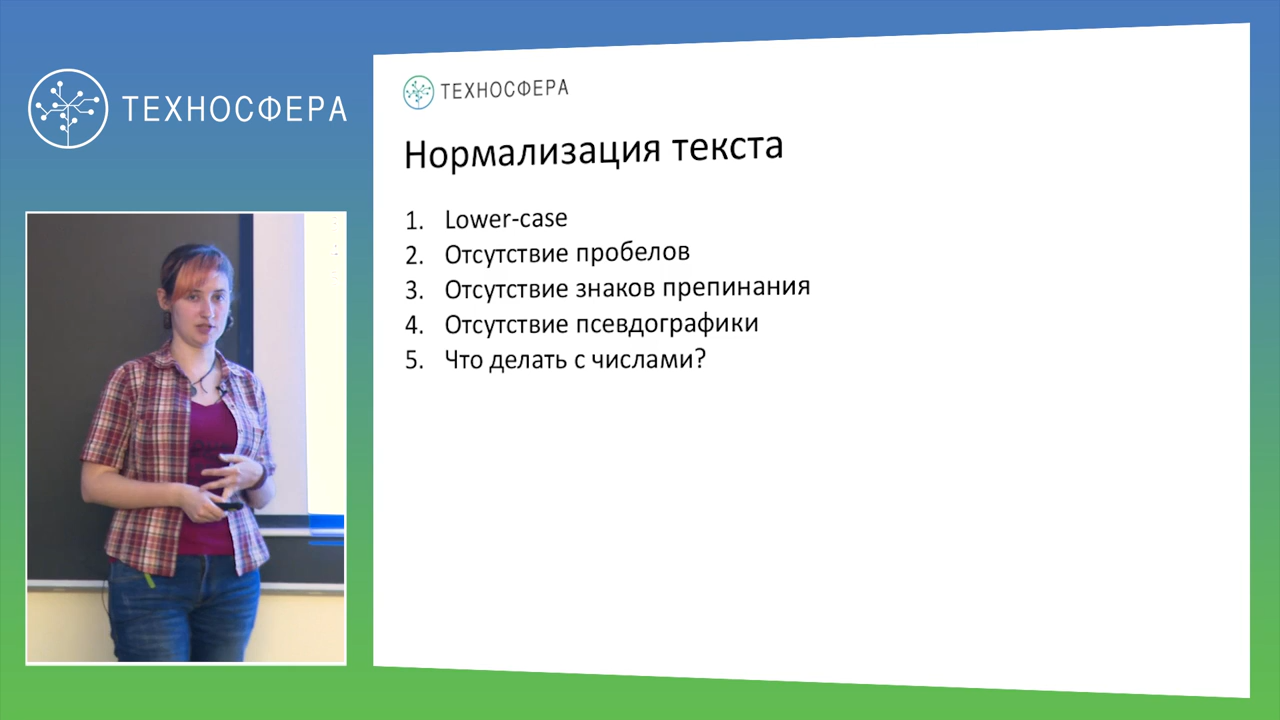 ТЕХНОСФЕРА
ТЕХНОСФЕРА
Нормализация текста
1. Lower-case
2. Отсутствие пробелов
3. Отсутствие знаков препинания
4. Отсутствие псевдографики
5. Что делать с числами?